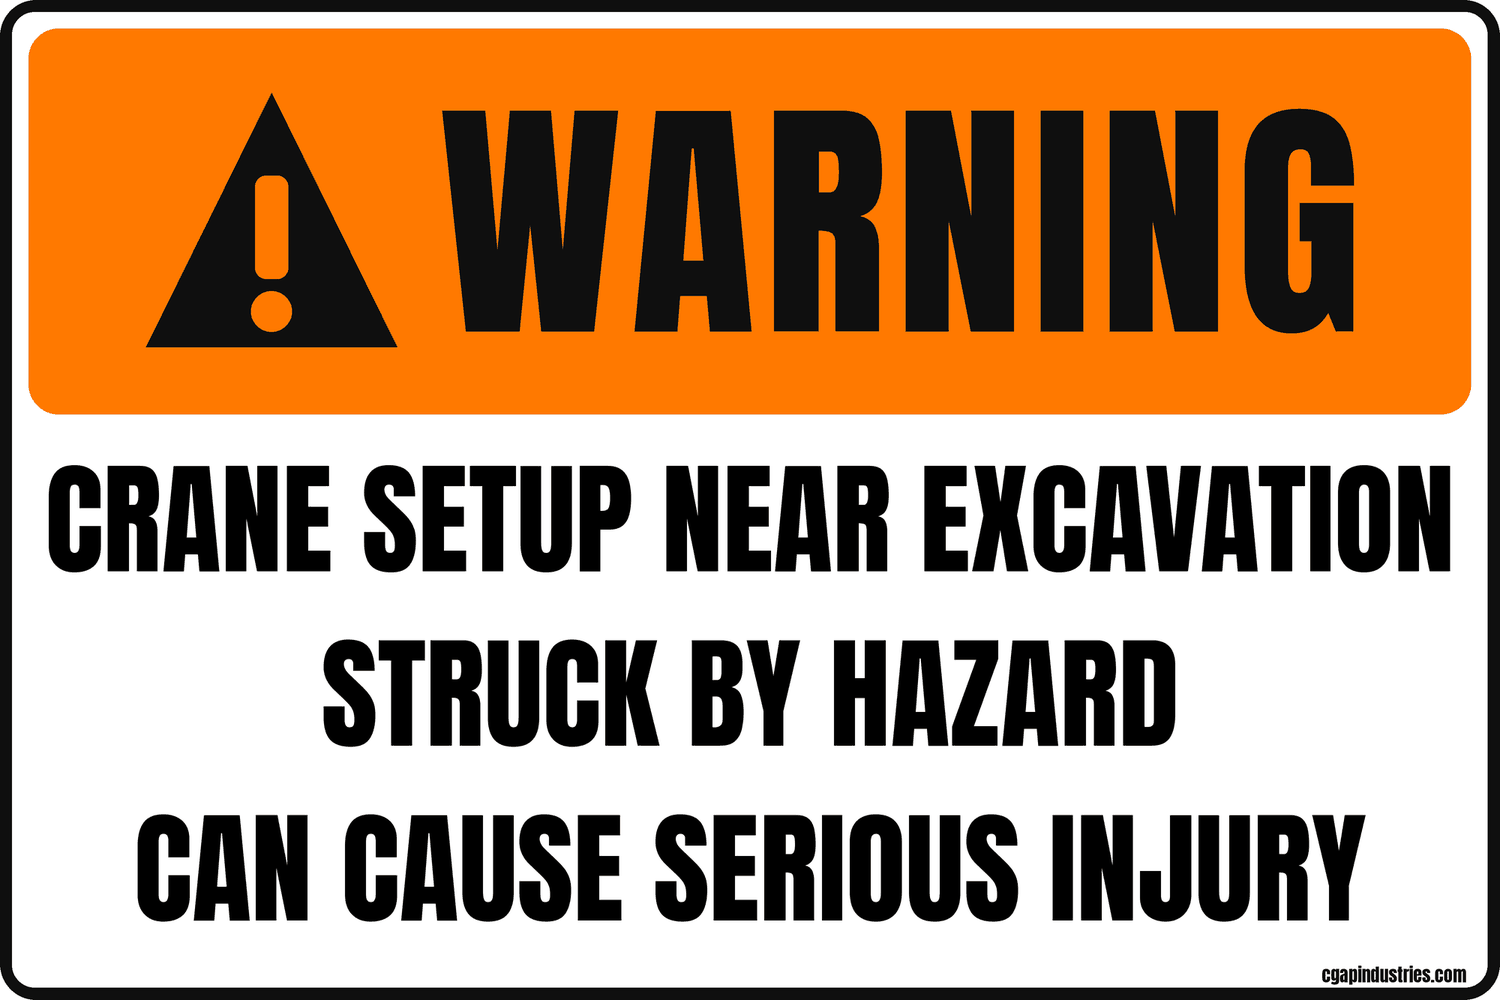 WARNING
CRANE SETUP NEAR EXCAVATION
STRUCK BY HAZARD
CAN CAUSE SERIOUS INJURY
cgapindustries.com